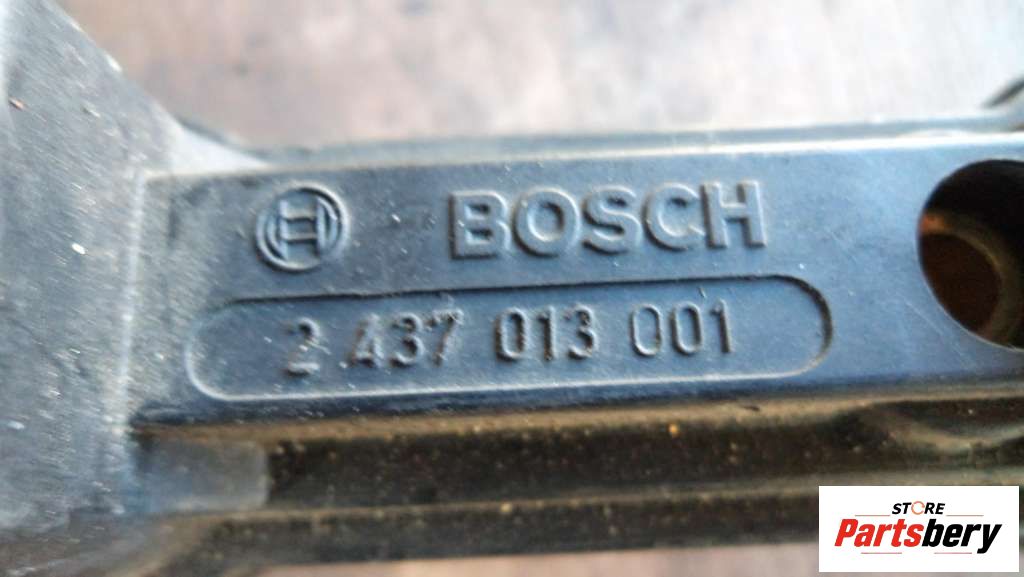 BOSCH
2 437 013 001
STORE
Partsbery